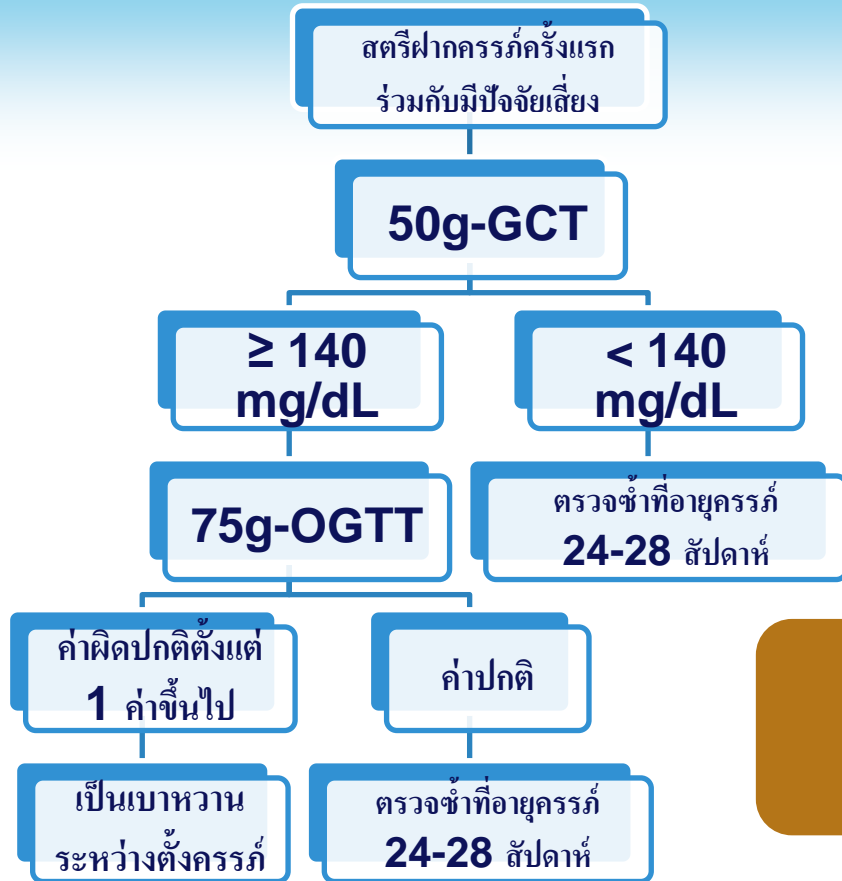 สตรีฝากครรภ์ครั้งแรก
ร่วมกับมีปัจจัยเสี่ยง
50g-GCT
≥ 140
mg/dL
< 140
mg/dL
75g-OGTT
ตรวจซ้ำที่อายุครรภ์
24-28 สัปดาห์
ค่าผิดปกติตั้งแต่
1 ค่าขึ้นไป
ค่าปกติ
เป็นเบาหวาน
ระหว่างตั้งครรภ์
ตรวจซ้ำที่อายุครรภ์
24-28 สัปดาห์